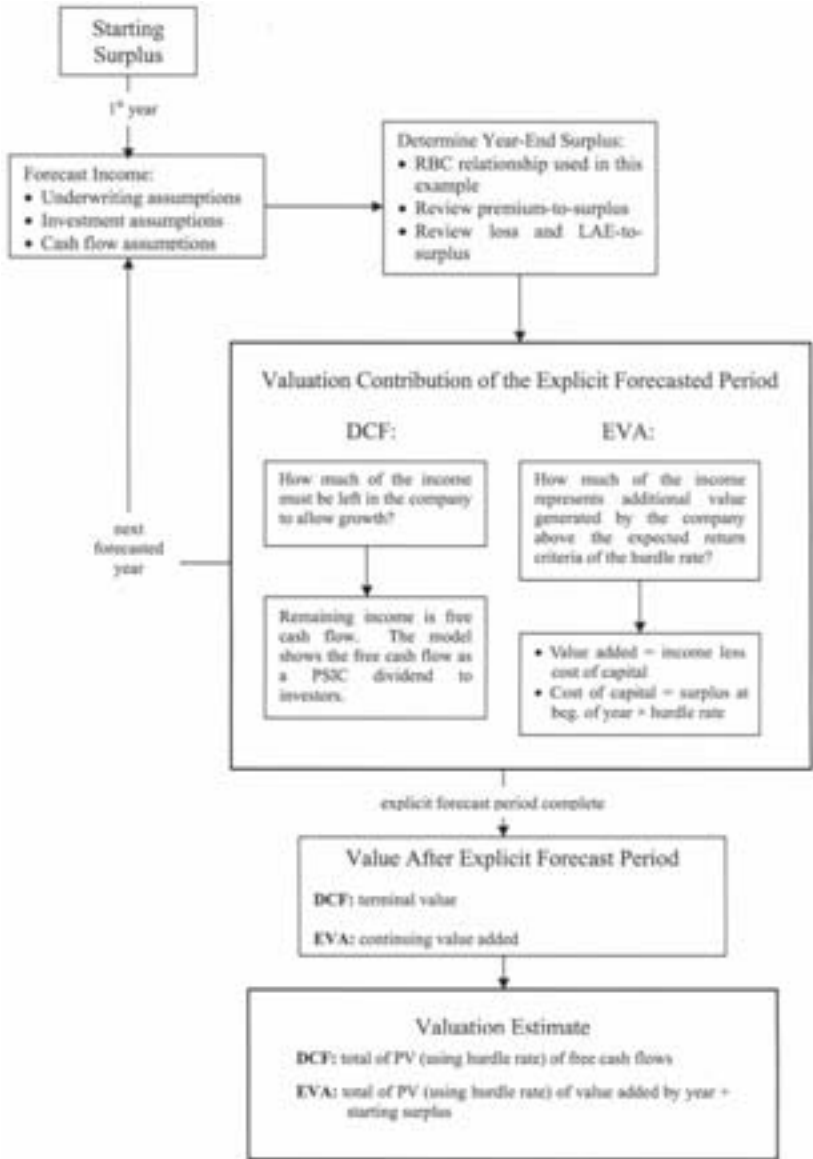 Starting
Surplus
1st year
Forecast Income:
• Underwriting assumptions
• Investment assumptions
• Cash flow assumptions
Determine Year-End Surplus:
• RBC relationship used in this
example
• Review premium-to-surplus
• Review loss and LAE-to-
surplus
Valuation Contribution of the Explicit Forecasted Period
DCF:
How much of the income
must be left in the company
to allow growth?
Remaining income is free
cash flow. The model
shows the free cash flow as
a PSIC dividend to
investors.
EVA:
How much of the income
represents additional value
generated by the company
above the expected return
criteria of the hurdle rate?
• Value added = income less
cost of capital
• Cost of capital = surplus at
beg. of year × hurdle rate
next
forecasted
year
explicit forecast period complete
Value After Explicit Forecast Period
DCF: terminal value
EVA: continuing value added
Valuation Estimate
DCF: total of PV (using hurdle rate) of free cash flows
EVA: total of PV (using hurdle rate) of value added by year +
starting surplus